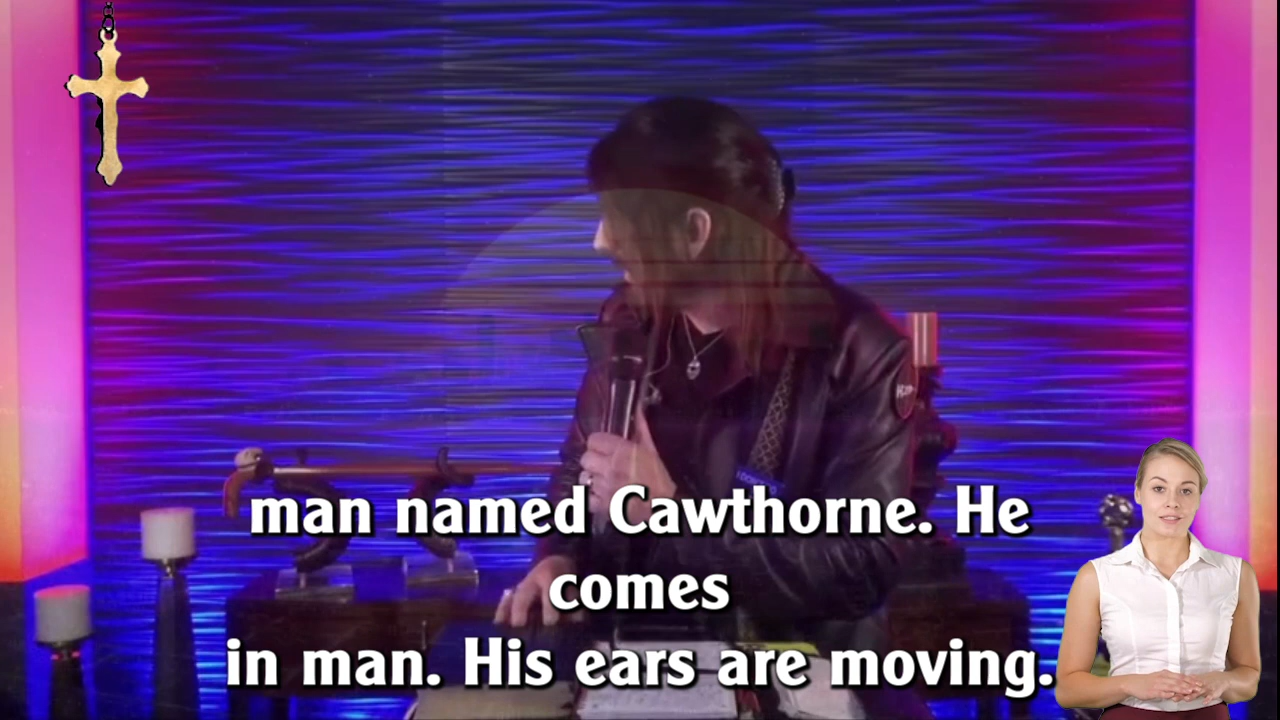 man named Cawthorne. He
comes
in man. His ears are moving.